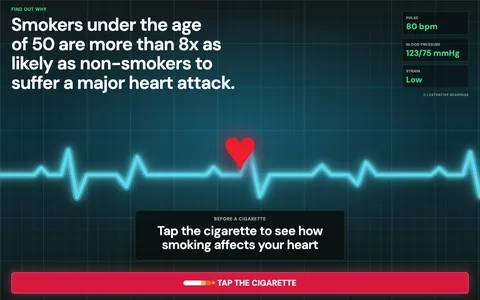 FIND OUT WHY
Smokers under the age
of 50 are more than 8x as
likely as non-smokers to
suffer a major heart attack.
PULSE
80 bpm
BLOOD PRESSURE
123/75 mmHg
STRAIN
Low
ILLUSTRATIVE READINGS
BEFORE A CIGARETTE
Tap the cigarette to see how
smoking affects your heart
TAP THE CIGARETTE